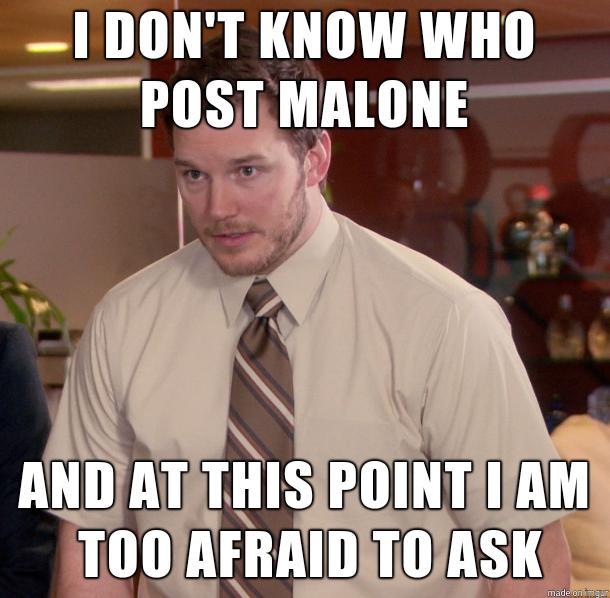 I DON'T KNOW WHO
POST MALONE
AND AT THIS POINT I AM
TOO AFRAID TO ASK
made on imgur